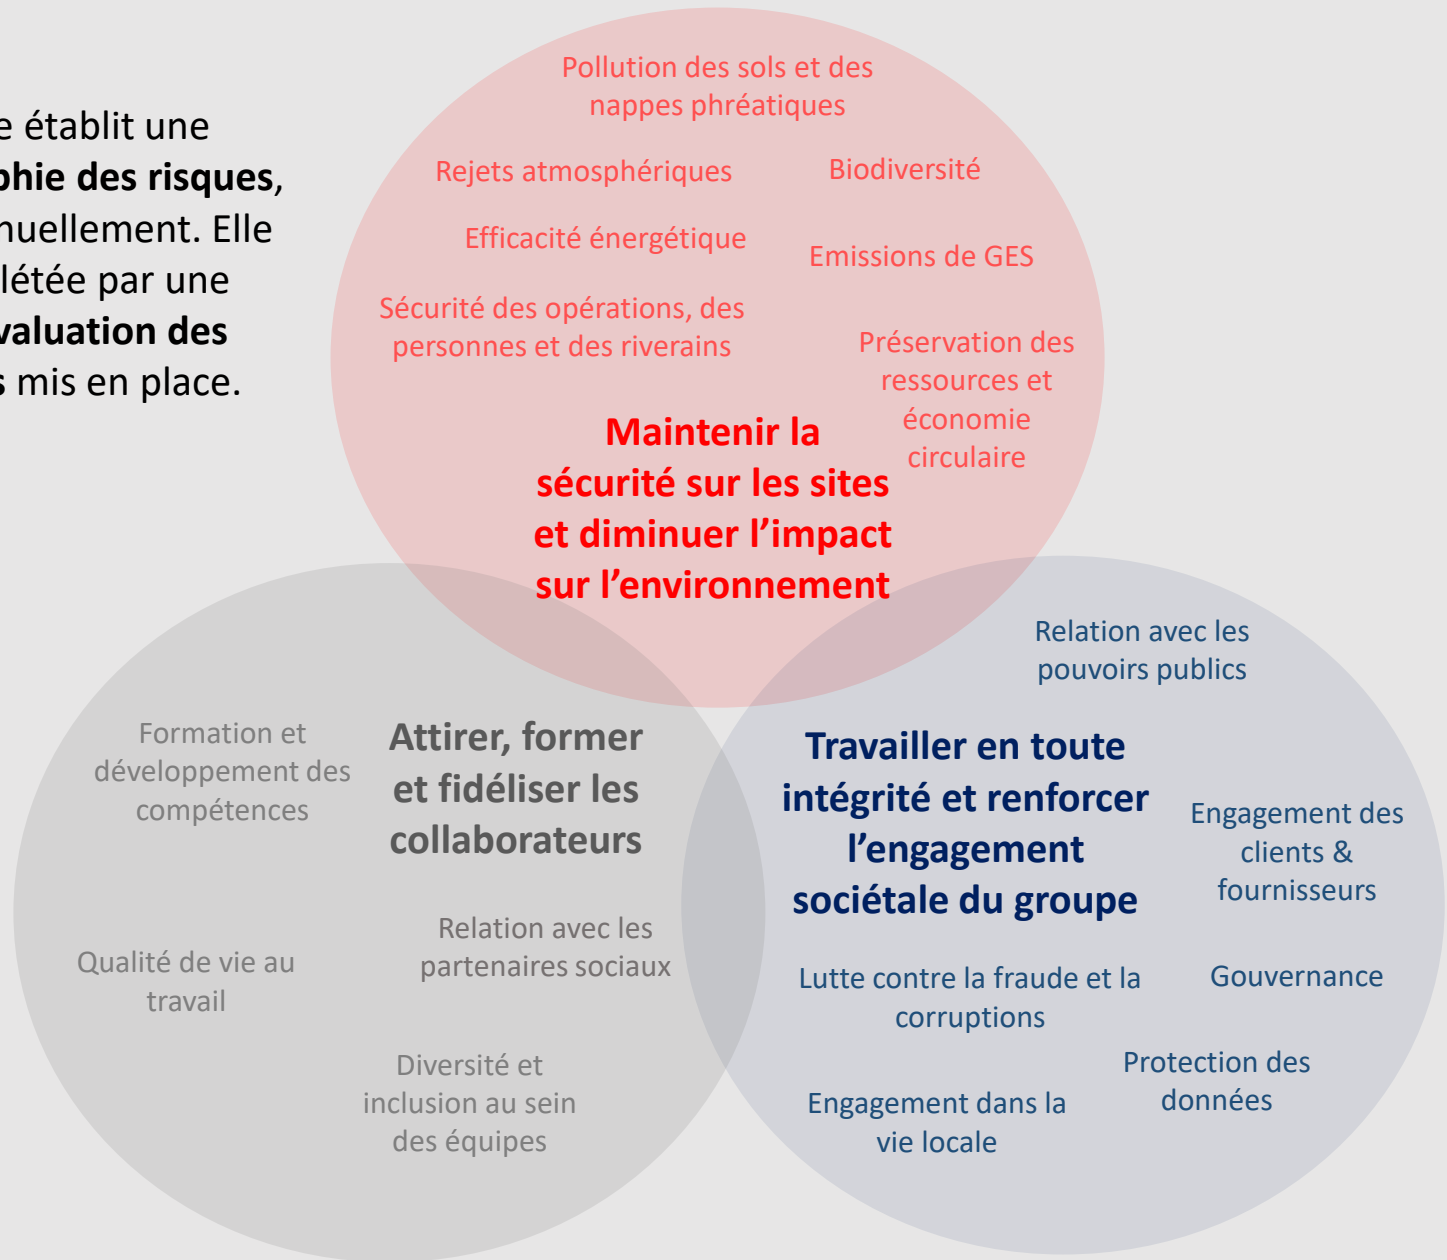 e établit une
phie des risques,
nuellement. Elle
létée par une
valuation des
s mis en place.
Pollution des sols et des
nappes phréatiques
Rejets atmosphériques
Biodiversité
Efficacité énergétique
Emissions de GES
Sécurité des opérations, des
personnes et des riverains
Préservation des
ressources et
économie
circulaire
Maintenir la
sécurité sur les sites
et diminuer l’impact
sur l’environnement
Formation et
développement des
compétences
Attirer, former
et fidéliser les
collaborateurs
Qualité de vie au
travail
Relation avec les
partenaires sociaux
Diversité et
inclusion au sein
des équipes
Relation avec les
pouvoirs publics
Travailler en toute
intégrité et renforcer
l’engagement
sociétale du groupe
Engagement des
clients &
fournisseurs
Lutte contre la fraude et la
corruptions
Gouvernance
Protection des
données
Engagement dans la
vie locale